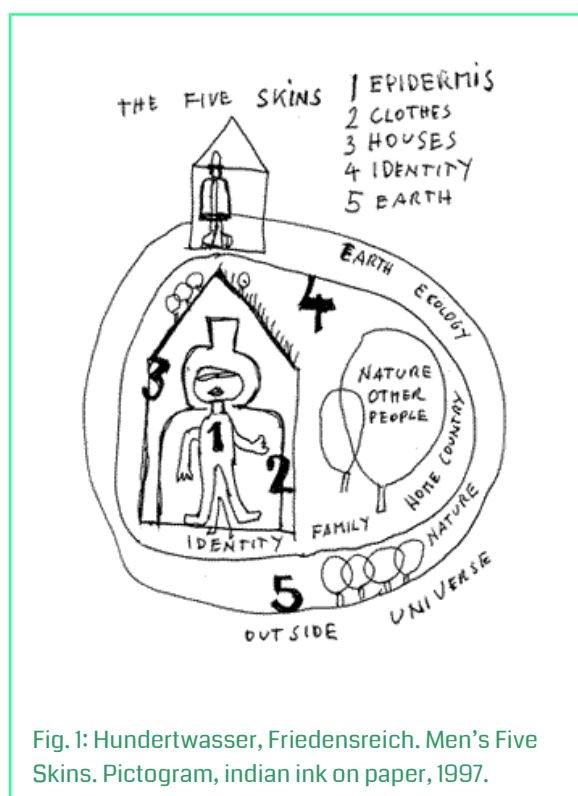 THE FIVE SKINS
1 EPIDERMIS
2 CLOTHES
3 HOUSES
4 IDENTITY
5 EARTH
EARTH ECOLOGY
4
3
NATURE
OTHER
PEOPLE
1
2
HOME COUNTRY
IDENTITY
FAMILY
NATURE
5
UNIVERSE
OUTSIDE
Fig. 1: Hundertwasser, Friedensreich. Men’s Five
Skins. Pictogram, indian ink on paper, 1997.